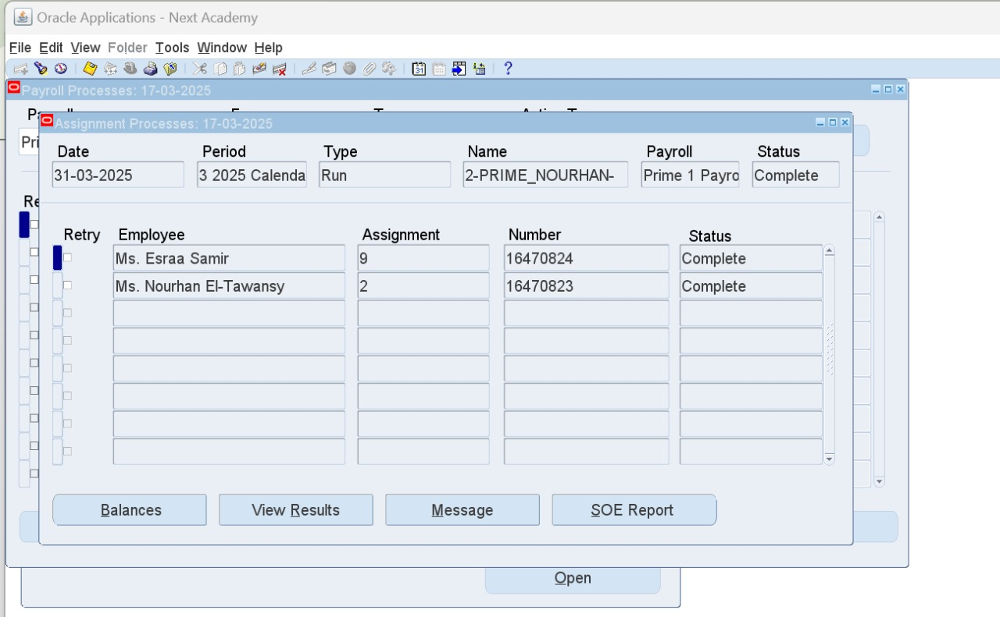 Oracle Applications - Next Academy
File Edit View Folder Tools Window Help
Payroll Processes: 17-03-2025
Assignment Processes: 17-03-2025
Date Period Type Name Payroll Status
31-03-2025 3 2025 Calenda Run 2-PRIME_NOURHAN- Prime 1 Payro Complete
Retry Employee Assignment Number Status
Ms. Esraa Samir 9 16470824 Complete
Ms. Nourhan El-Tawansy 2 16470823 Complete
Balances View Results Message SOE Report
Open